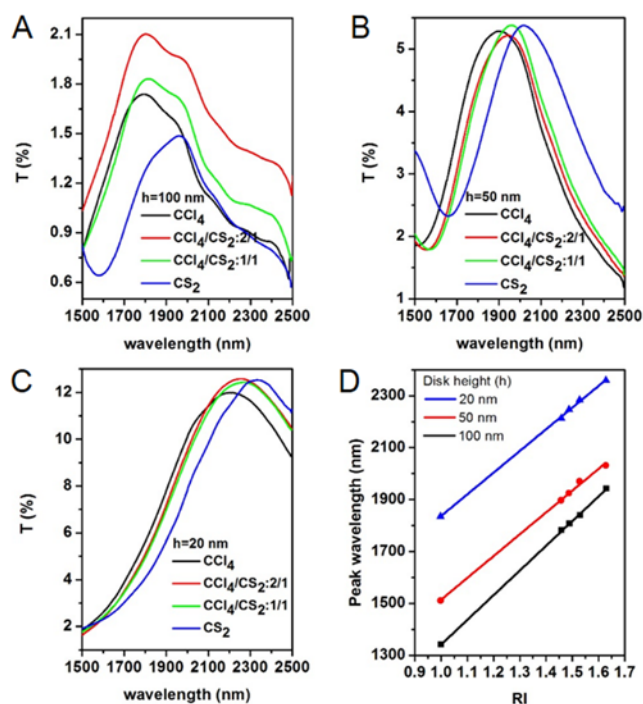 A
T (%)
2.1
1.8
1.5
1.2
0.9
0.6
h=100 nm
CCl₄
CCl₄/CS₂:2/1
CCl₄/CS₂:1/1
CS₂
1500 1700 1900 2100 2300 2500
wavelength (nm)
B
T (%)
5
4
3
2
1
h=50 nm
CCl₄
CCl₄/CS₂:2/1
CCl₄/CS₂:1/1
CS₂
1500 1700 1900 2100 2300 2500
wavelength (nm)
C
T (%)
12
10
8
6
4
2
h=20 nm
CCl₄
CCl₄/CS₂:2/1
CCl₄/CS₂:1/1
CS₂
1500 1700 1900 2100 2300 2500
wavelength (nm)
D
Peak wavelength (nm)
2300
2100
1900
1700
1500
1300
Disk height (h)
20 nm
50 nm
100 nm
0.9 1.0 1.1 1.2 1.3 1.4 1.5 1.6 1.7
RI